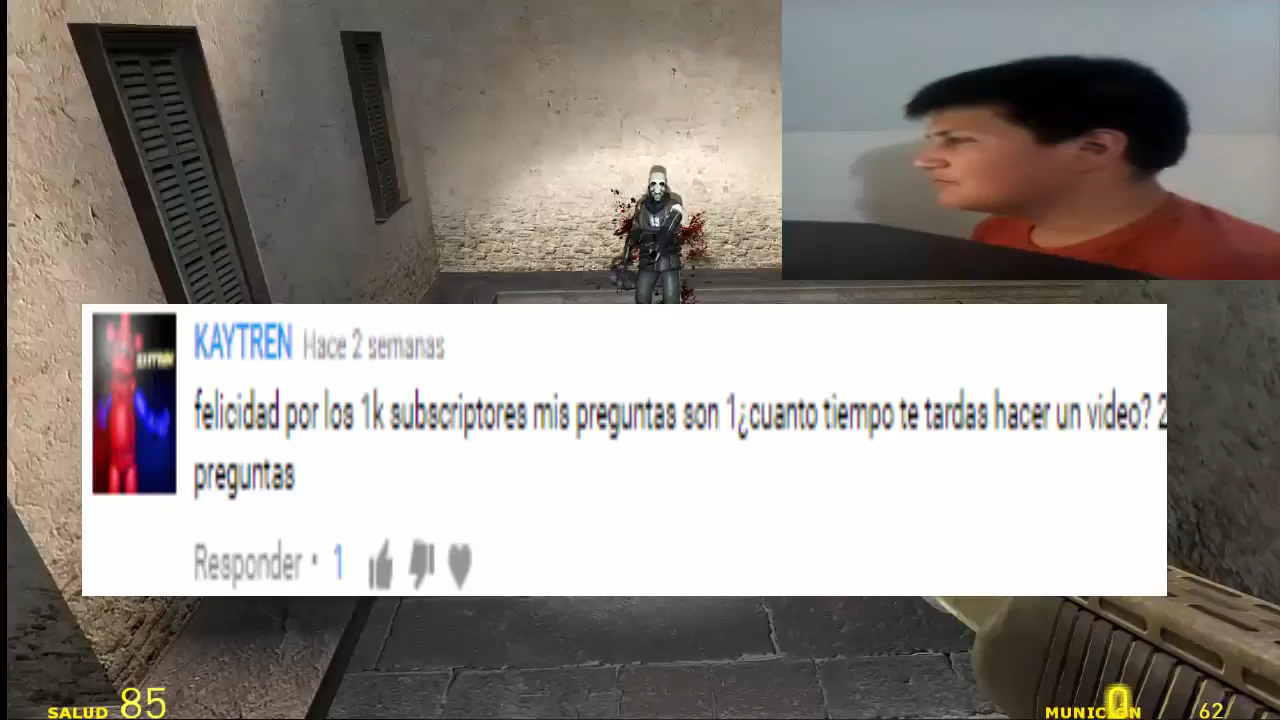 KAYTREN Hace 2 semanas
felicidad por los 1k subscriptores mis preguntas son 1¿cuanto tiempo te tardas hacer un video? 2
preguntas
Responder · 1
SALUD 85
MUNICIÓN 0 62